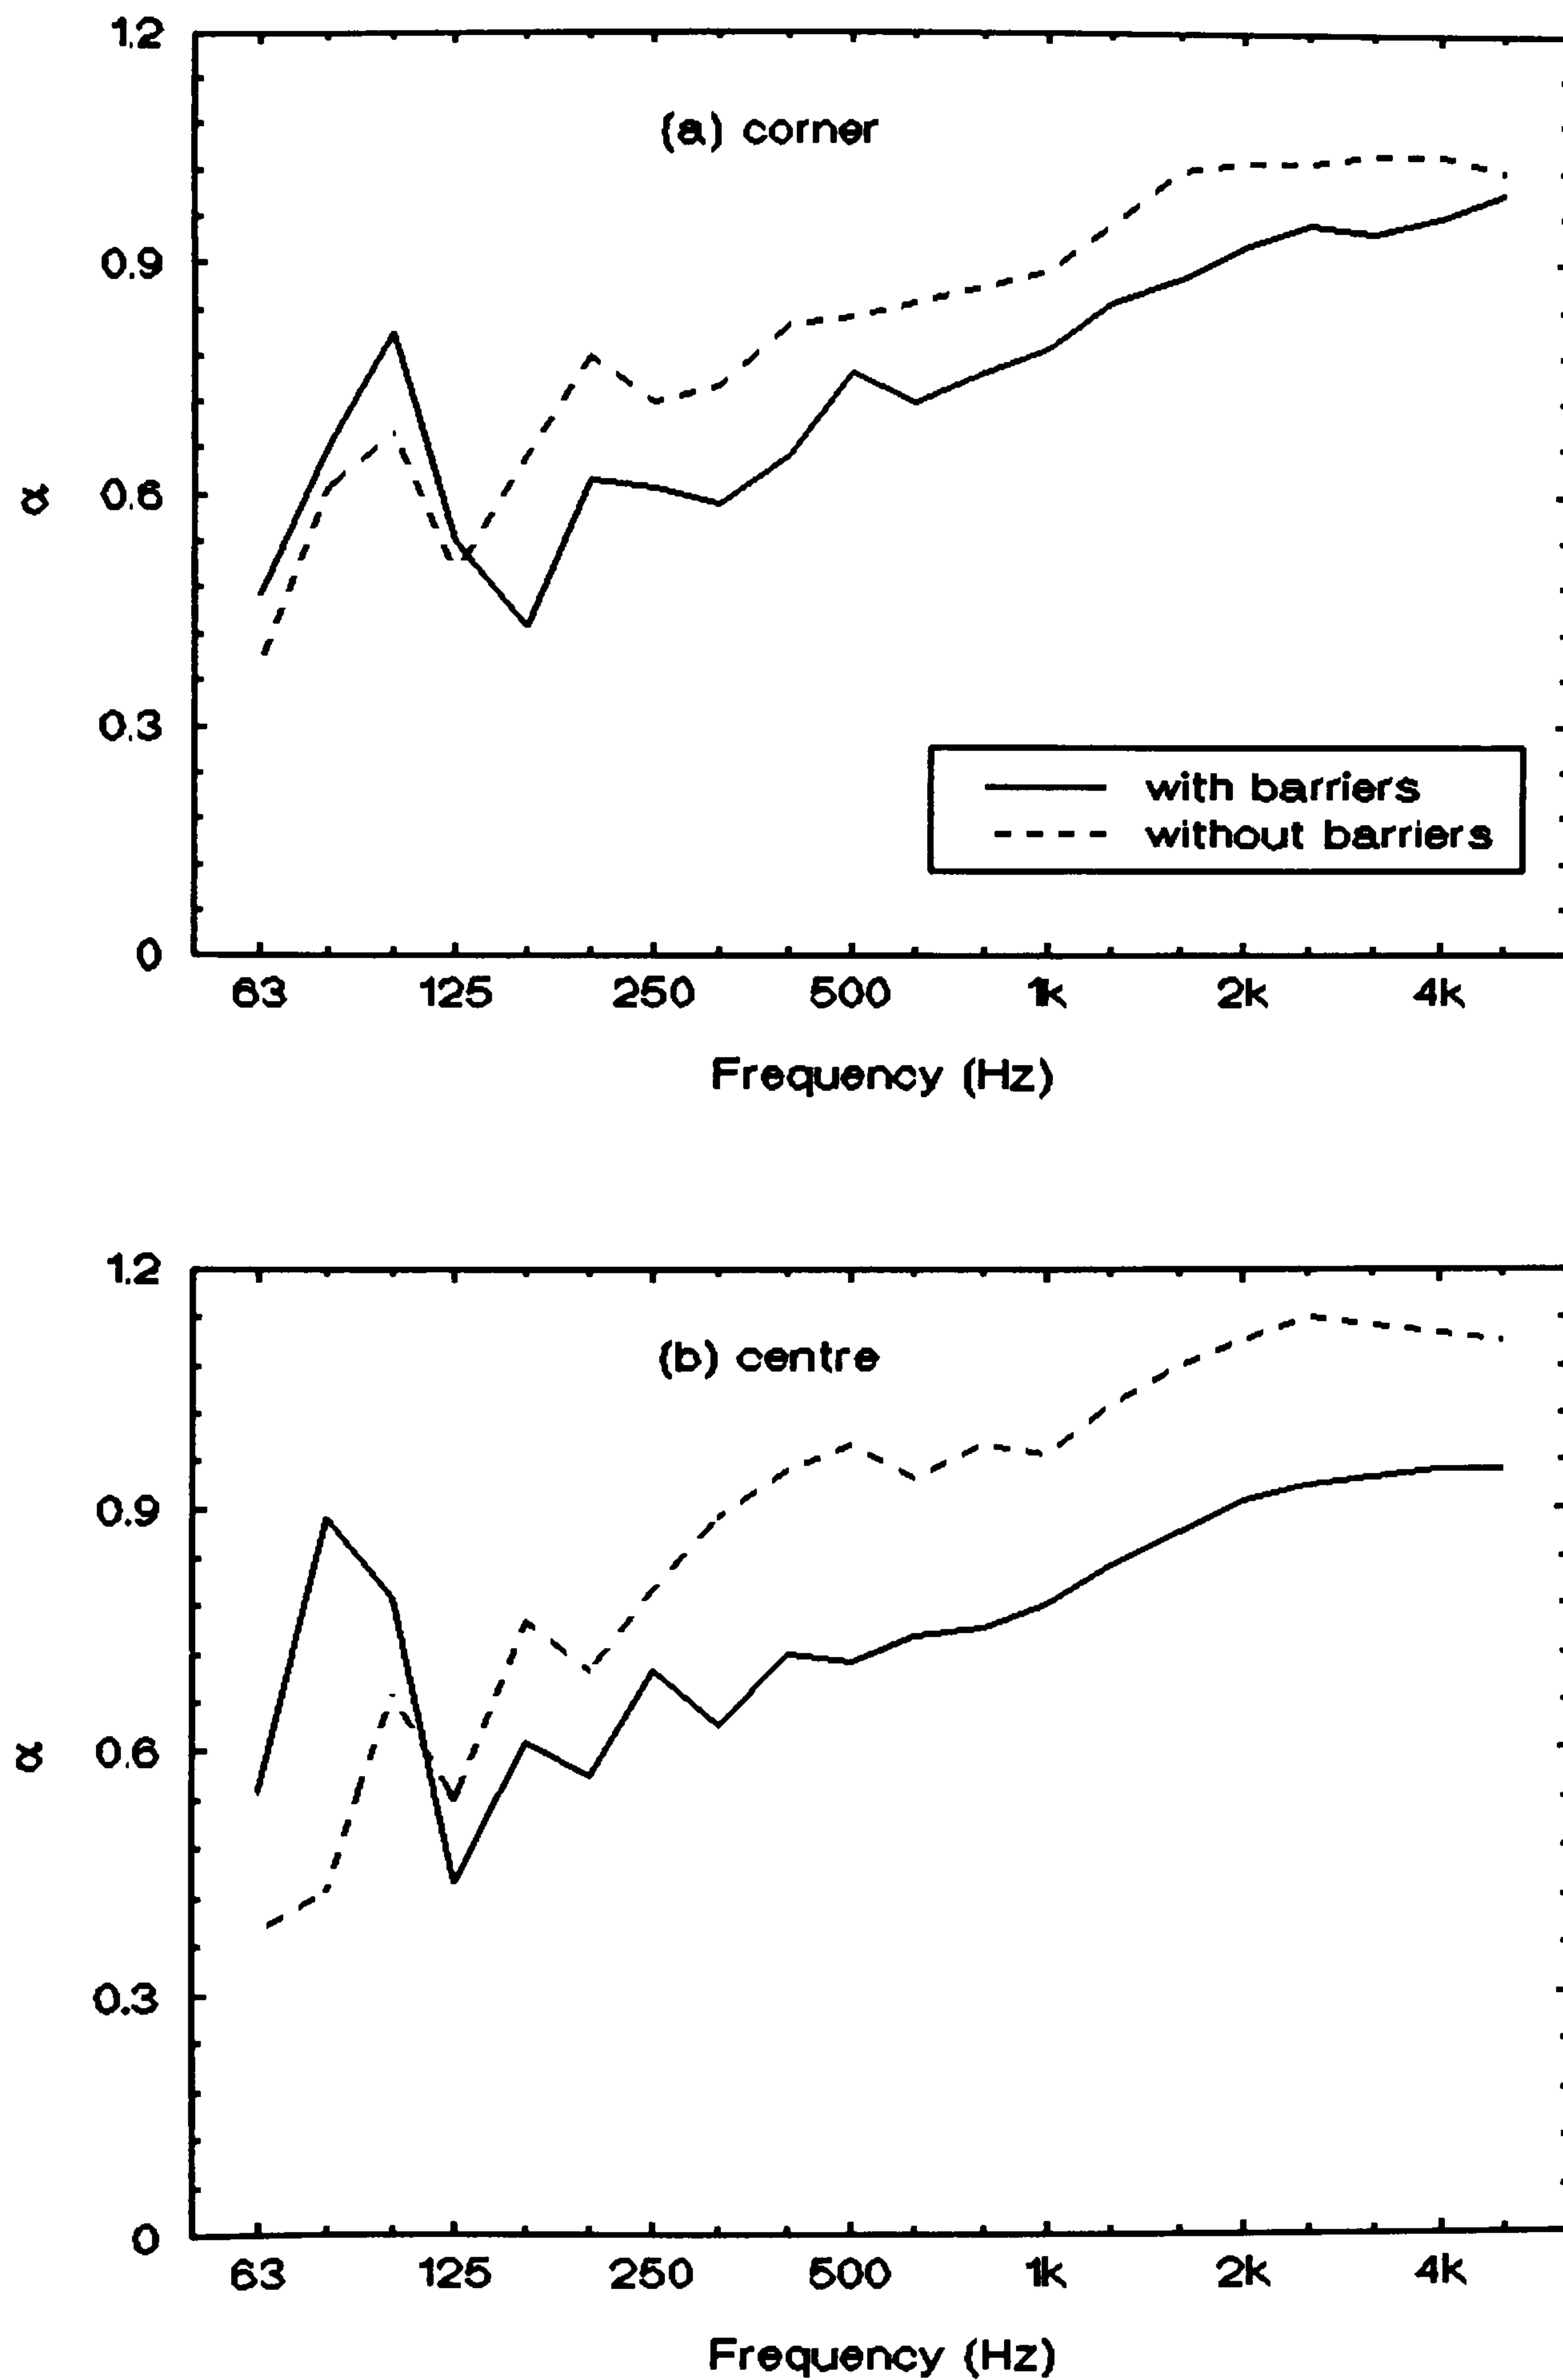 1.2
(a) corner
0.9
α 0.6
0.3
with barriers
without barriers
0
63 125 250 500 1k 2k 4k
Frequency (Hz)
1.2
(b) centre
0.9
α 0.6
0.3
0
63 125 250 500 1k 2k 4k
Frequency (Hz)